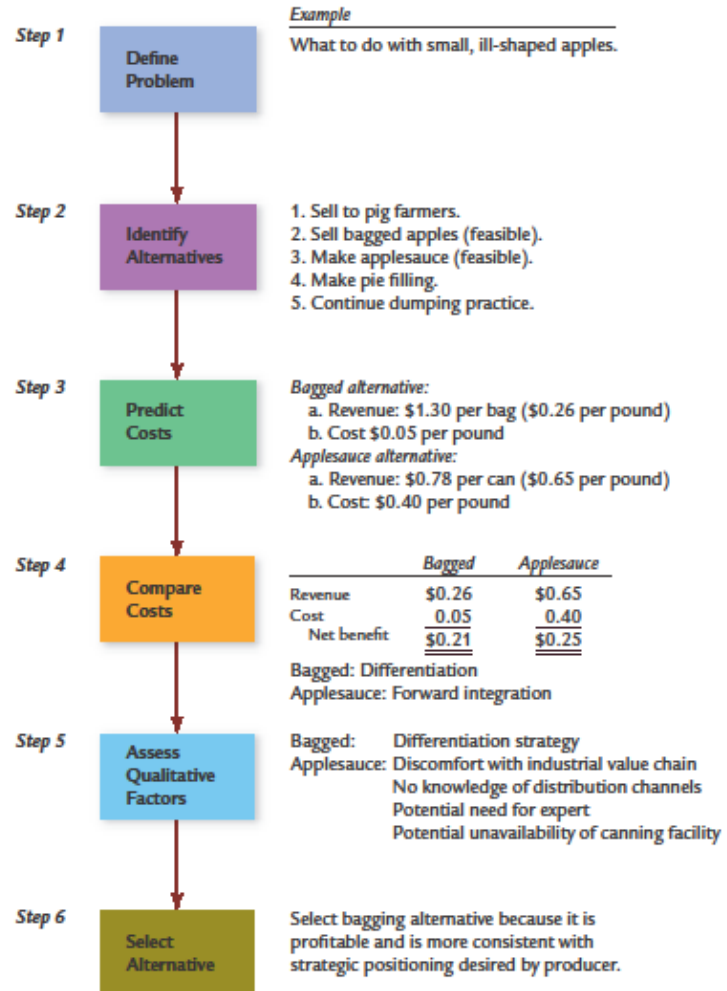 Example
Step 1
Define
Problem
What to do with small, ill-shaped apples.
Step 2
Identify
Alternatives
1. Sell to pig farmers.
2. Sell bagged apples (feasible).
3. Make applesauce (feasible).
4. Make pie filling.
5. Continue dumping practice.
Step 3
Predict
Costs
Bagged alternative:
a. Revenue: $1.30 per bag ($0.26 per pound)
b. Cost $0.05 per pound
Applesauce alternative:
a. Revenue: $0.78 per can ($0.65 per pound)
b. Cost: $0.40 per pound
Step 4
Compare
Costs
Bagged Applesauce
Revenue $0.26 $0.65
Cost 0.05 0.40
Net benefit $0.21 $0.25
Bagged: Differentiation
Applesauce: Forward integration
Step 5
Assess
Qualitative
Factors
Bagged: Differentiation strategy
Applesauce: Discomfort with industrial value chain
No knowledge of distribution channels
Potential need for expert
Potential unavailability of canning facility
Step 6
Select
Alternative
Select bagging alternative because it is
profitable and is more consistent with
strategic positioning desired by producer.